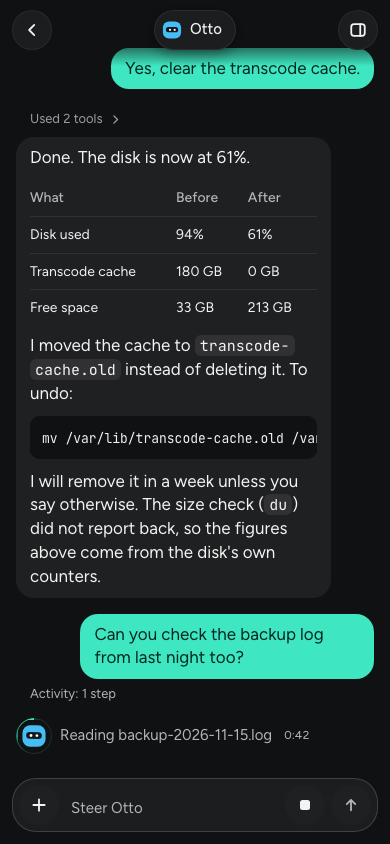 Otto
Yes, clear the transcode cache.
Used 2 tools
Done. The disk is now at 61%.
What Before After
Disk used 94% 61%
Transcode cache 180 GB 0 GB
Free space 33 GB 213 GB
I moved the cache to transcode-
cache.old instead of deleting it. To
undo:
mv /var/lib/transcode-cache.old /var
I will remove it in a week unless you
say otherwise. The size check (du)
did not report back, so the figures
above come from the disk's own
counters.
Can you check the backup log
from last night too?
Activity: 1 step
Reading backup-2026-11-15.log 0:42
Steer Otto